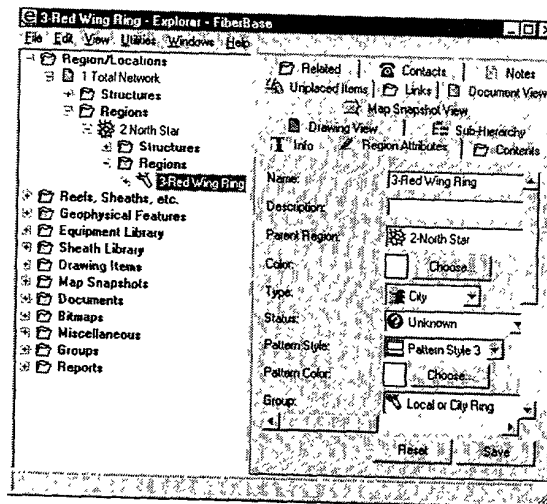 3-Red Wing Ring - Explorer - FiberBase
File Edit View Utilities Windows Help
Region/Locations
1 Total Network
Structures
Regions
2 North Star
Structures
Regions
3-Red Wing Ring
Reels, Sheaths, etc.
Geophysical Features
Equipment Library
Sheath Library
Drawing Items
Map Snapshots
Documents
Bitmaps
Miscellaneous
Groups
Reports
Related Contacts Notes
Unplaced Items Links Document View
Map Snapshot View
Drawing View Sub-Hierarchy
Info Region Attributes Contents
Name: 3-Red Wing Ring
Description:
Parent Region: 2-North Star
Color: Choose...
Type: City
Status: Unknown
Pattern Style: Pattern Style 3
Pattern Color: Choose...
Group: Local or City Ring
Reset Save